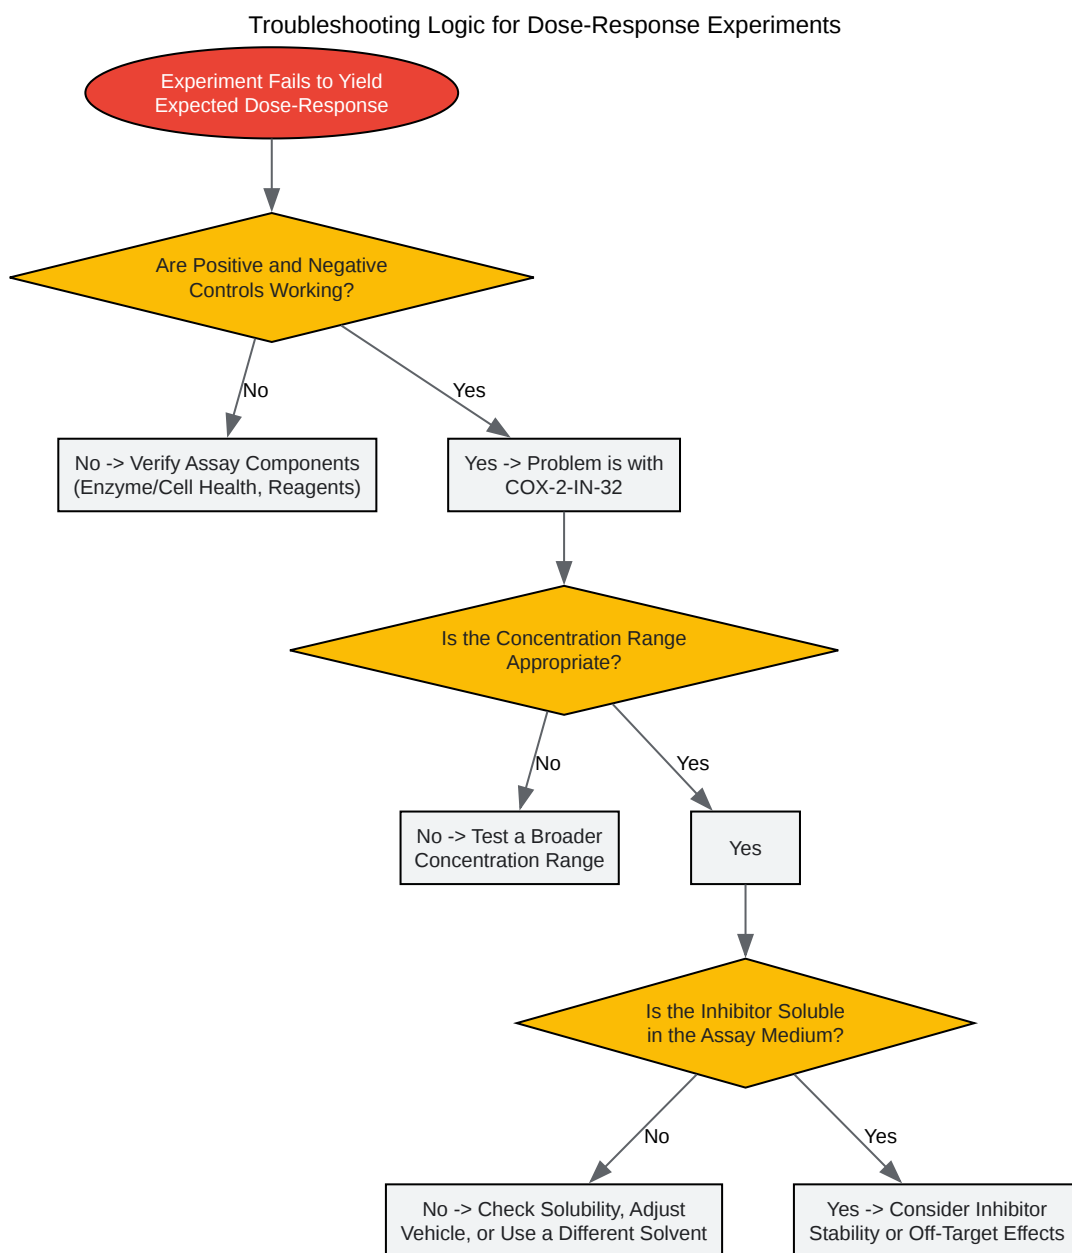 Troubleshooting Logic for Dose-Response Experiments
Experiment Fails to Yield
Expected Dose-Response
Are Positive and Negative
Controls Working?
No
Yes
No -> Verify Assay Components
(Enzyme/Cell Health, Reagents)
Yes -> Problem is with
COX-2-IN-32
Is the Concentration Range
Appropriate?
No
Yes
No -> Test a Broader
Concentration Range
Yes
Is the Inhibitor Soluble
in the Assay Medium?
No
Yes
No -> Check Solubility, Adjust
Vehicle, or Use a Different Solvent
Yes -> Consider Inhibitor
Stability or Off-Target Effects